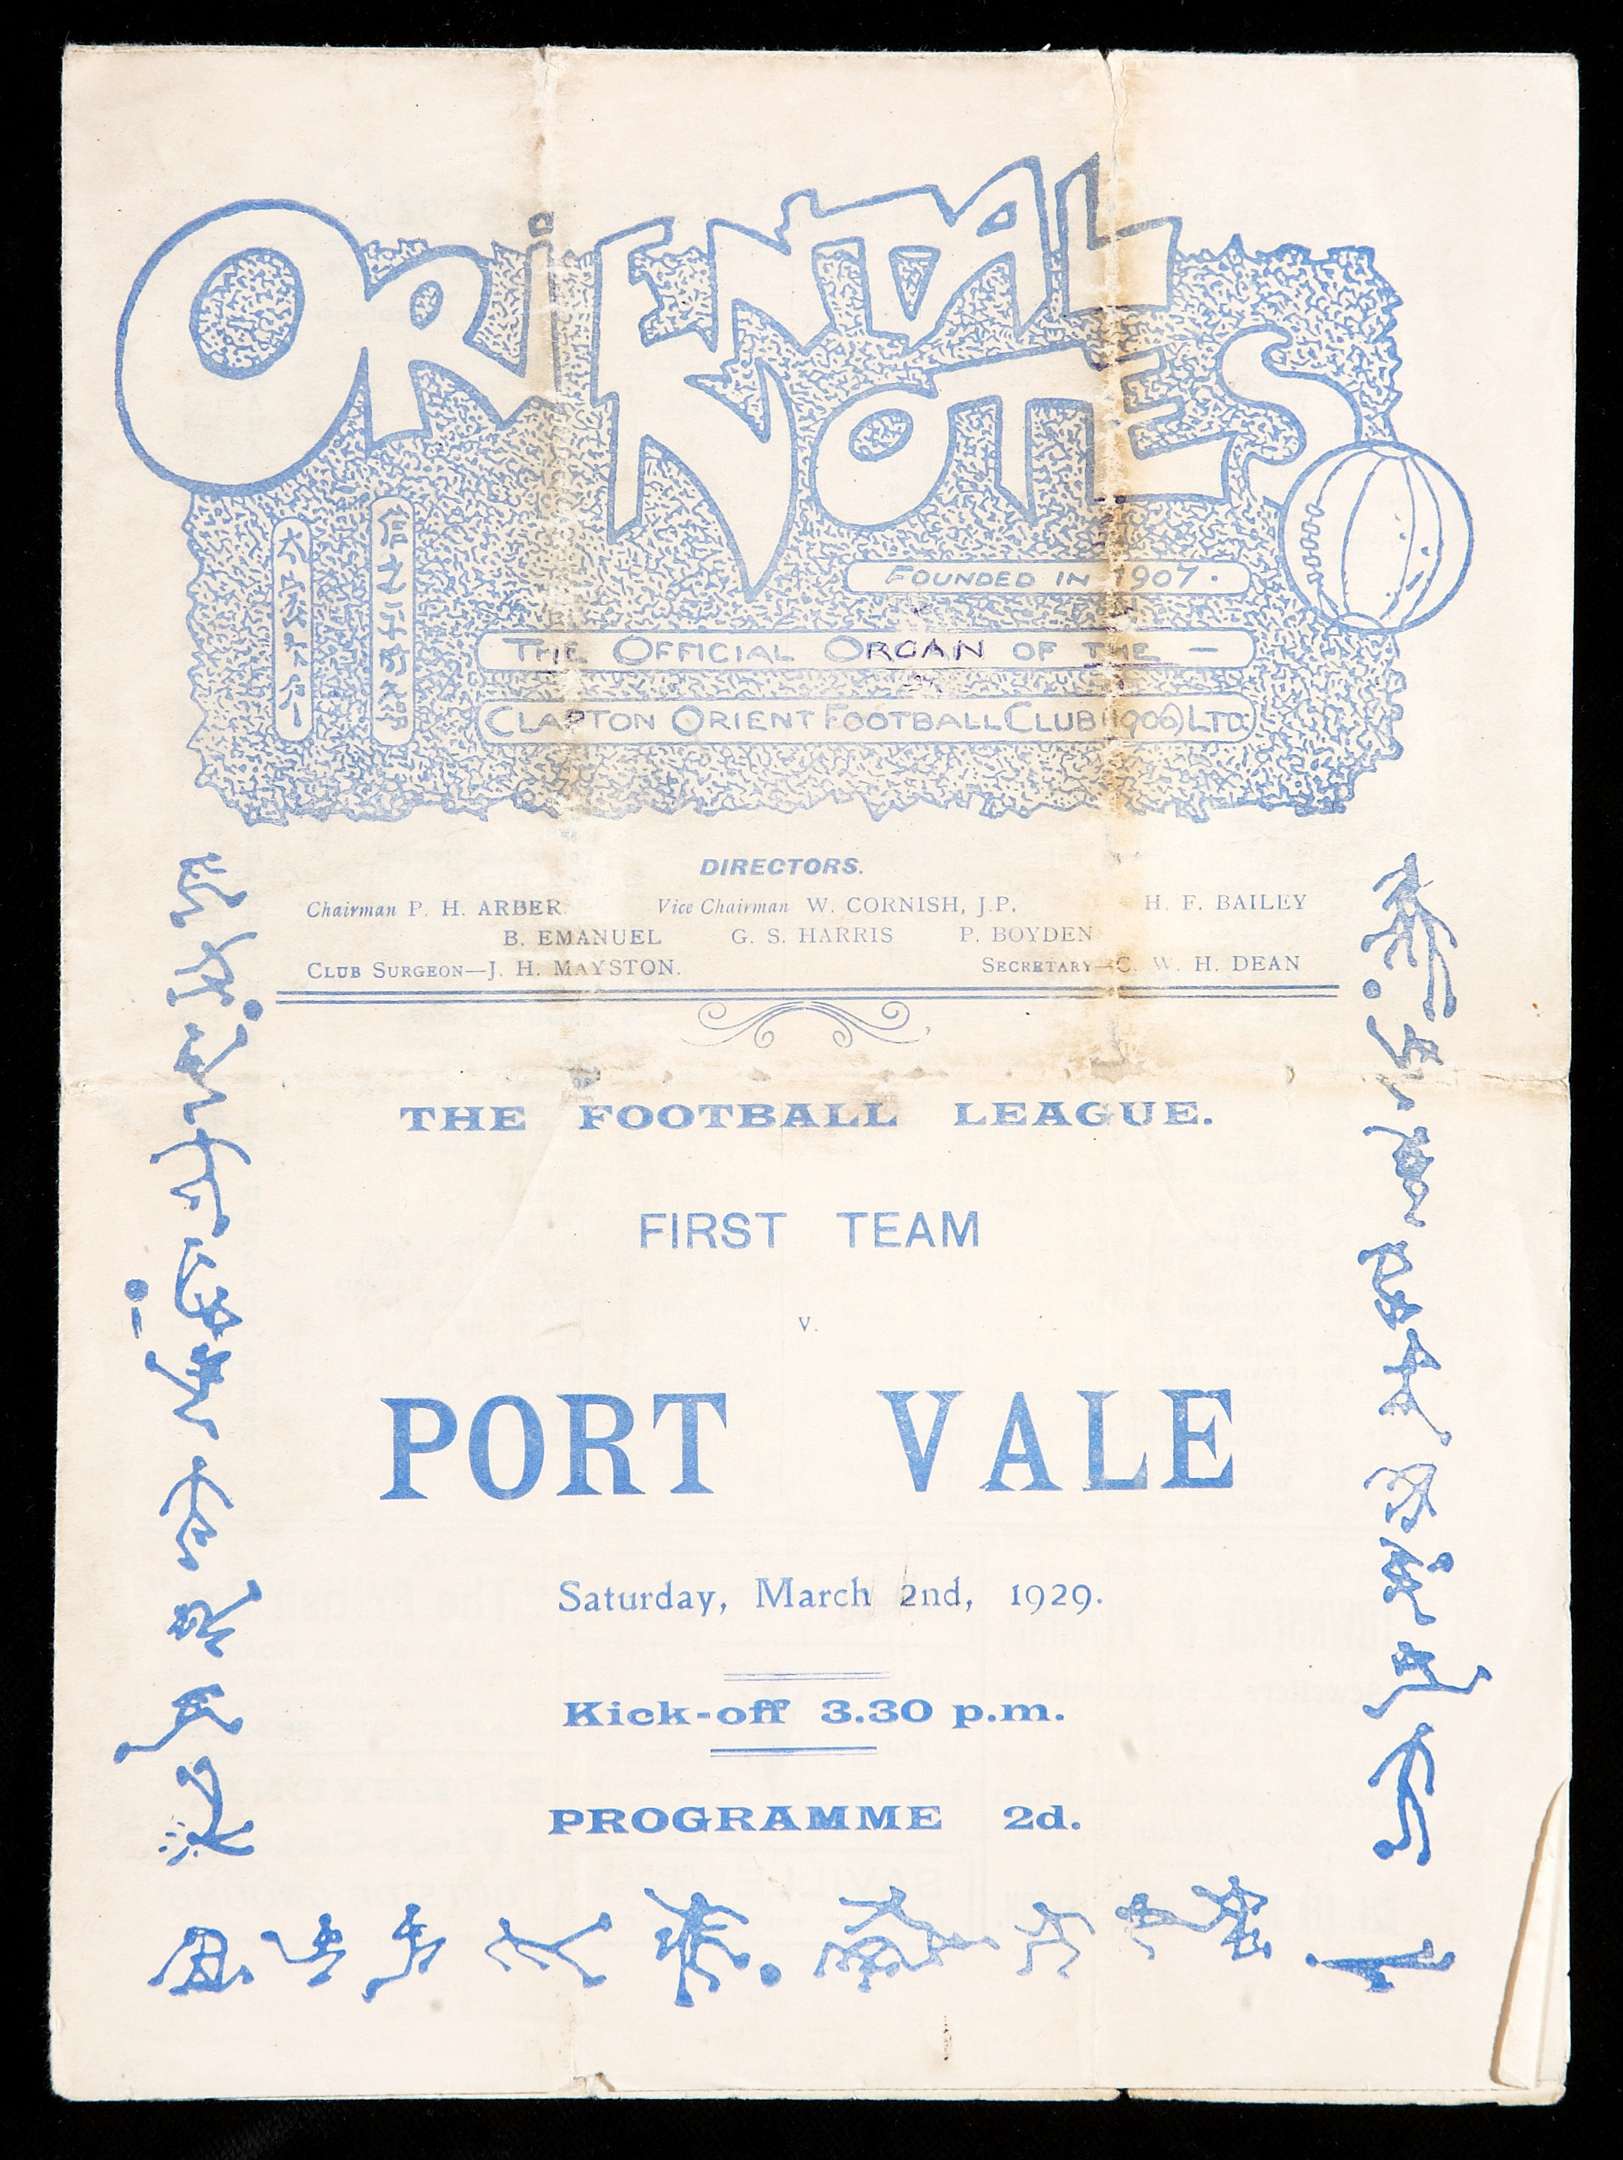 ORIENTAL
NOTES
FOUNDED IN 1907.
THE OFFICIAL ORGAN OF THE —
CLAPTON ORIENT FOOTBALL CLUB (1906) LTD.
DIRECTORS.
Chairman P. H. ARBER Vice Chairman W. CORNISH, J.P. H. F. BAILEY
B. EMANUEL G. S. HARRIS P. BOYDEN
CLUB SURGEON—J. H. MAYSTON. SECRETARY—C. W. H. DEAN
THE FOOTBALL LEAGUE.
FIRST TEAM
v.
PORT VALE
Saturday, March 2nd, 1929.
Kick-off 3.30 p.m.
PROGRAMME 2d.